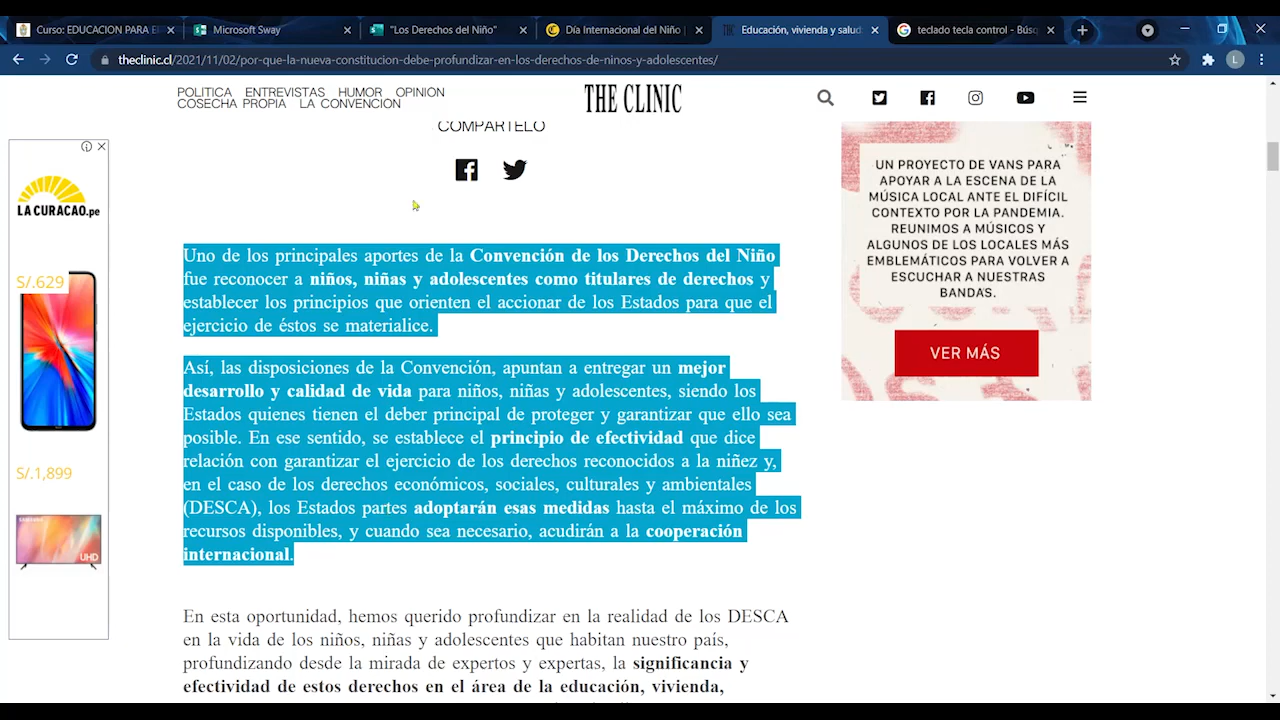 Curso: EDUCACION PARA E
Microsoft Sway
"Los Derechos del Niño"
Día Internacional del Niño |
Educación, vivienda y salud
teclado tecla control - Búsq
theclinic.cl/2021/11/02/por-que-la-nueva-constitucion-debe-profundizar-en-los-derechos-de-ninos-y-adolescentes/
L
POLITICA ENTREVISTAS HUMOR OPINION
COSECHA PROPIA LA CONVENCION
THE CLINIC
COMPARTELO
LA CURACAO.pe
S/.629
S/.1,899
UHD
Uno de los principales aportes de la Convención de los Derechos del Niño
fue reconocer a niños, niñas y adolescentes como titulares de derechos y
establecer los principios que orienten el accionar de los Estados para que el
ejercicio de éstos se materialice.
Así, las disposiciones de la Convención, apuntan a entregar un mejor
desarrollo y calidad de vida para niños, niñas y adolescentes, siendo los
Estados quienes tienen el deber principal de proteger y garantizar que ello sea
posible. En ese sentido, se establece el principio de efectividad que dice
relación con garantizar el ejercicio de los derechos reconocidos a la niñez y,
en el caso de los derechos económicos, sociales, culturales y ambientales
(DESCA), los Estados partes adoptarán esas medidas hasta el máximo de los
recursos disponibles, y cuando sea necesario, acudirán a la cooperación
internacional.
En esta oportunidad, hemos querido profundizar en la realidad de los DESCA
en la vida de los niños, niñas y adolescentes que habitan nuestro país,
profundizando desde la mirada de expertos y expertas, la significancia y
efectividad de estos derechos en el área de la educación, vivienda,
UN PROYECTO DE VANS PARA
APOYAR A LA ESCENA DE LA
MÚSICA LOCAL ANTE EL DIFÍCIL
CONTEXTO POR LA PANDEMIA.
REUNIMOS A MÚSICOS Y
ALGUNOS DE LOS LOCALES MÁS
EMBLEMÁTICOS PARA VOLVER A
ESCUCHAR A NUESTRAS
BANDAS.
VER MÁS